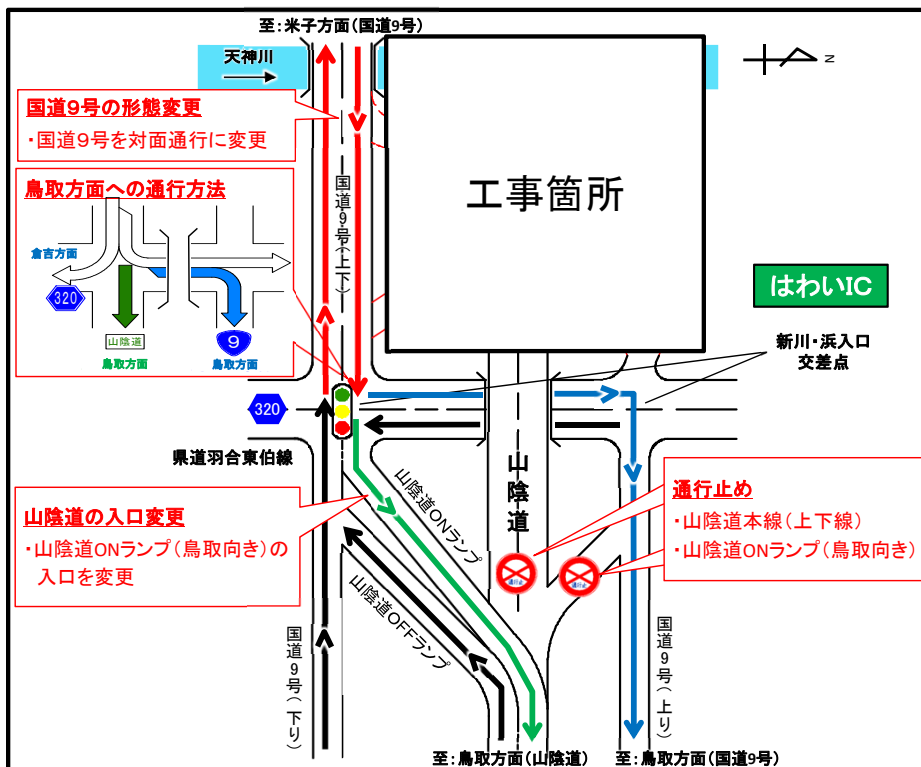 至:米子方面(国道9号)
天神川
N
国道9号の形態変更
・国道9号を対面通行に変更
工事箇所
国道9号(上下)
鳥取方面への通行方法
倉吉方面
320
山陰道
鳥取方面
9
鳥取方面
はわいIC
新川・浜入口
交差点
320
県道羽合東伯線
山陰道
山陰道ONランプ
山陰道OFFランプ
山陰道の入口変更
・山陰道ONランプ(鳥取向き)の
入口を変更
通行止め
・山陰道本線(上下線)
・山陰道ONランプ(鳥取向き)
通行止
通行止
国道9号(下り)
国道9号(上り)
至:鳥取方面(山陰道)
至:鳥取方面(国道9号)